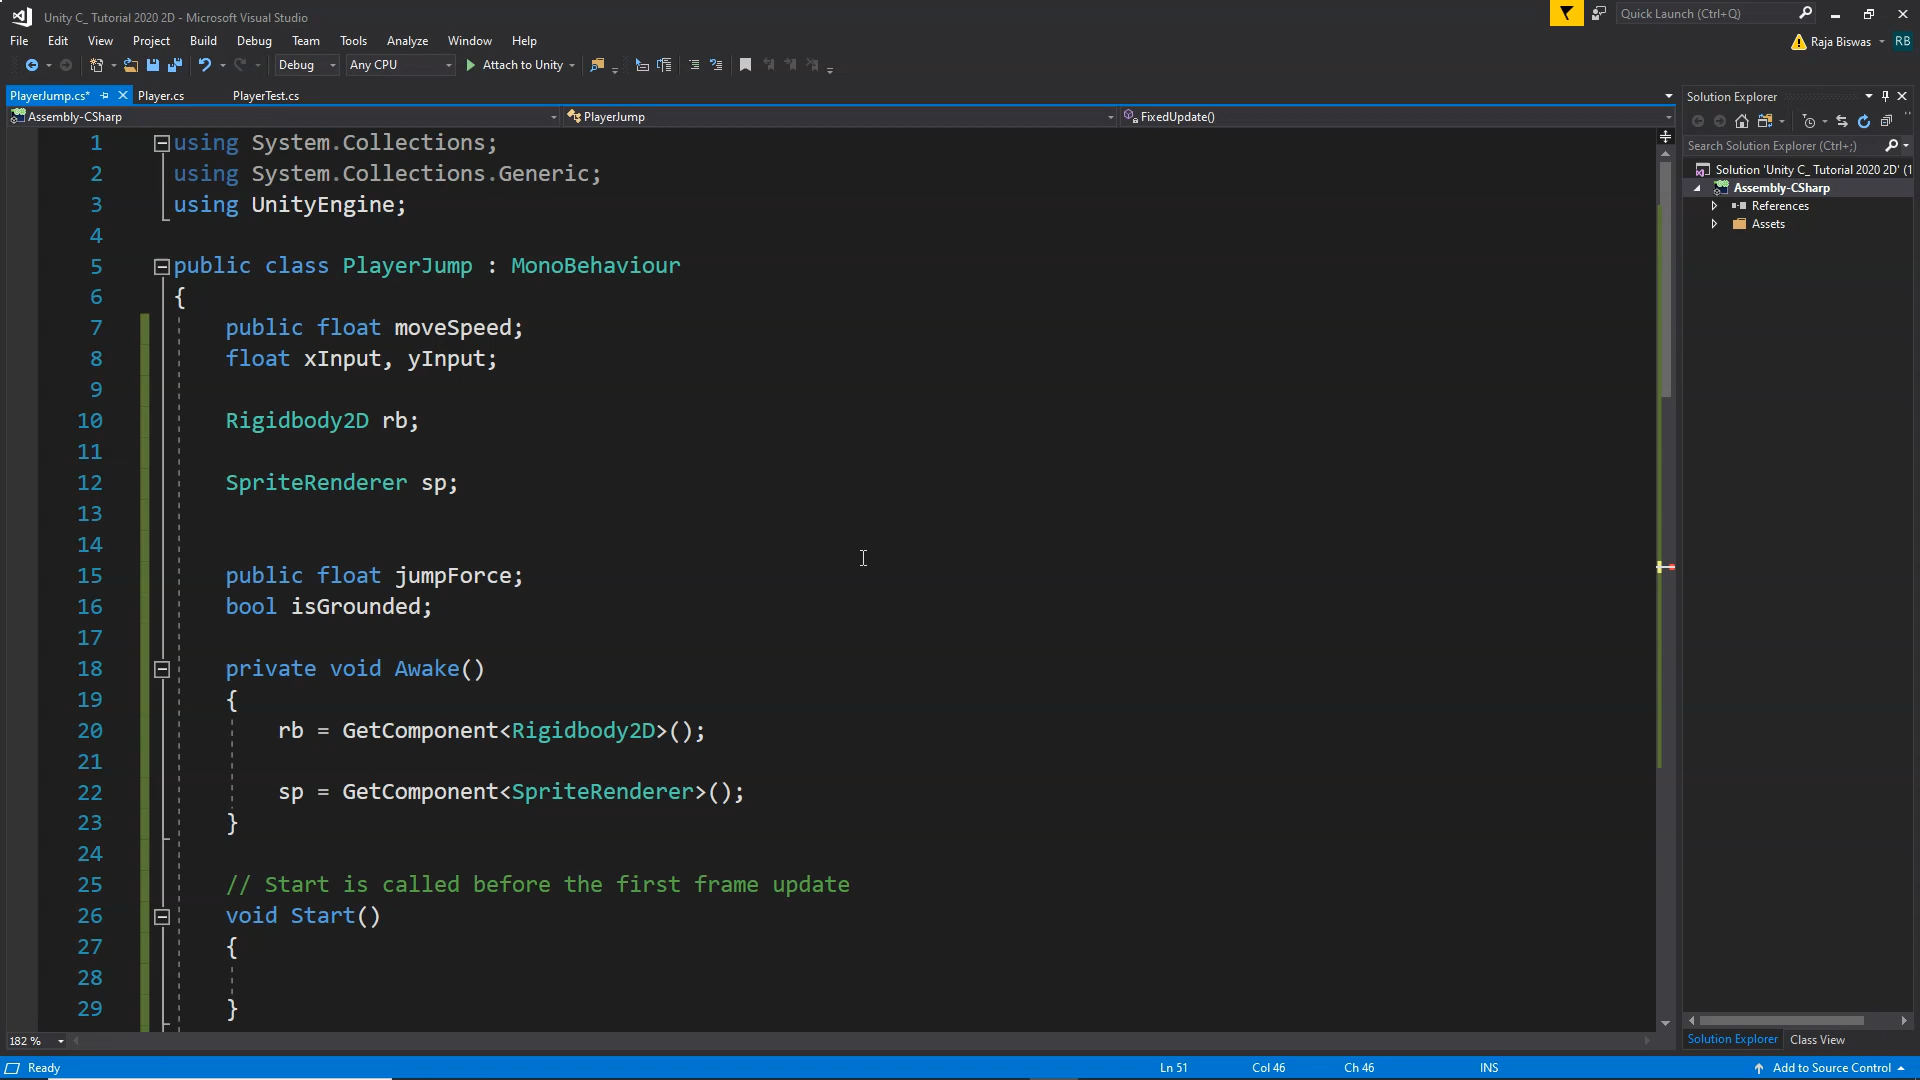 Unity C_ Tutorial 2020 2D - Microsoft Visual Studio
Quick Launch (Ctrl+Q)
File Edit View Project Build Debug Team Tools Analyze Window Help
Raja Biswas RB
Debug Any CPU Attach to Unity
PlayerJump.cs* Player.cs PlayerTest.cs
Solution Explorer
Assembly-CSharp PlayerJump FixedUpdate()
Search Solution Explorer (Ctrl+;)
Solution 'Unity C_ Tutorial 2020 2D' (1
Assembly-CSharp
References
Assets
1 using System.Collections;
2 using System.Collections.Generic;
3 using UnityEngine;
4
5 public class PlayerJump : MonoBehaviour
6 {
7 public float moveSpeed;
8 float xInput, yInput;
9
10 Rigidbody2D rb;
11
12 SpriteRenderer sp;
13
14
15 public float jumpForce;
16 bool isGrounded;
17
18 private void Awake()
19 {
20 rb = GetComponent<Rigidbody2D>();
21
22 sp = GetComponent<SpriteRenderer>();
23 }
24
25 // Start is called before the first frame update
26 void Start()
27 {
28
29 }
182 %
Solution Explorer Class View
Ready Ln 51 Col 46 Ch 46 INS Add to Source Control